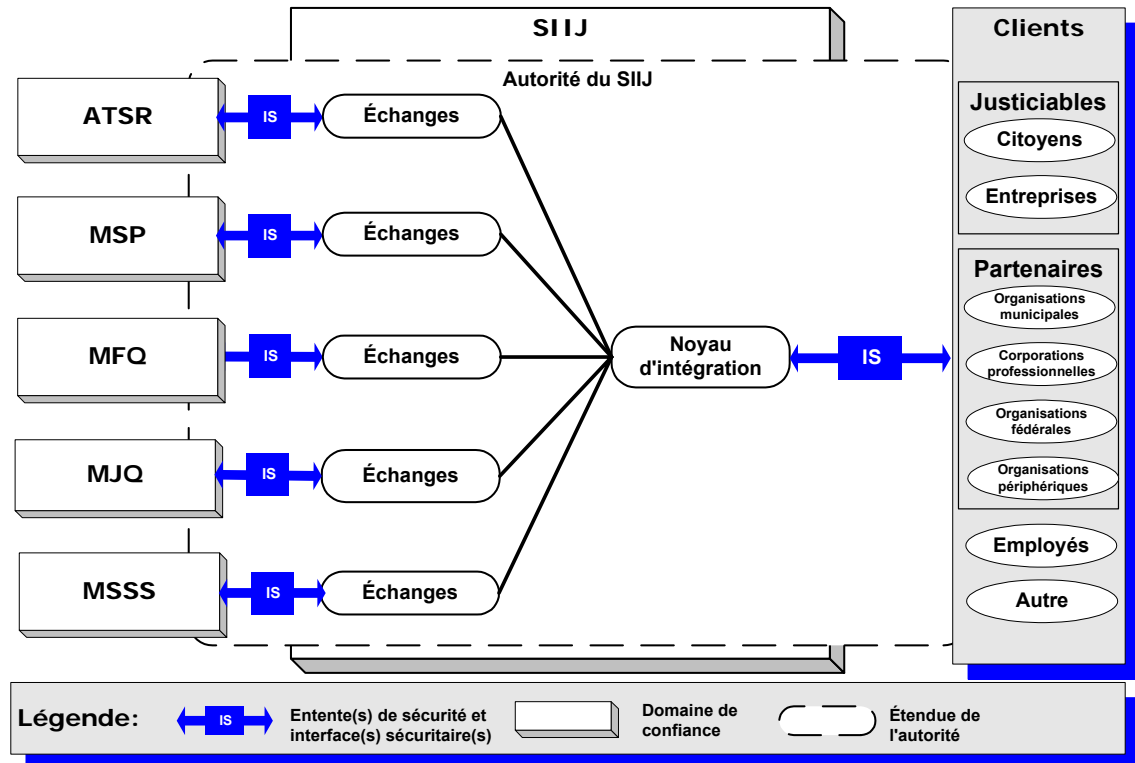 SIIJ
Autorité du SIIJ
ATSR
IS
Échanges
MSP
IS
Échanges
MFQ
IS
Échanges
MJQ
IS
Échanges
MSSS
IS
Échanges
Noyau
d'intégration
IS
Clients
Justiciables
Citoyens
Entreprises
Partenaires
Organisations
municipales
Corporations
professionnelles
Organisations
fédérales
Organisations
périphériques
Employés
Autre
Légende:
IS
Entente(s) de sécurité et
interface(s) sécuritaire(s)
Domaine de
confiance
Étendue de
l'autorité